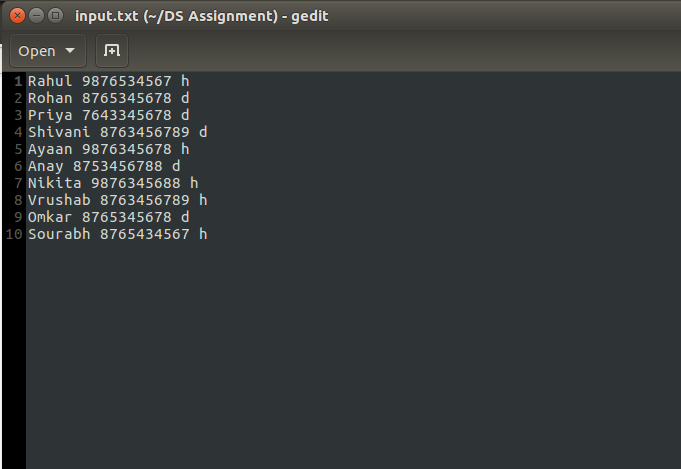 input.txt (~/DS Assignment) - gedit
Open
1 Rahul 9876534567 h
2 Rohan 8765345678 d
3 Priya 7643345678 d
4 Shivani 8763456789 d
5 Ayaan 9876345678 h
6 Anay 8753456788 d
7 Nikita 9876345688 h
8 Vrushab 8763456789 h
9 Omkar 8765345678 d
10 Sourabh 8765434567 h